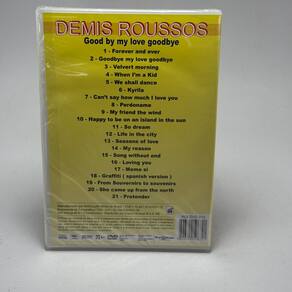 DEMIS ROUSSOS
Good by my love goodbye
1 - Forever and ever
2 - Goodbye my love goodbye
3 - Velvert morning
4 - When I'm a Kid
5 - We shall dance
6 - Kyrila
7 - Can't say how much I love you
8 - Perdoname
9 - My friend the wind
10 - Happy to be on an island in the sun
11 - So dream
12 - Life in the city
13 - Seasons of love
14 - My reason
15 - Song without end
16 - Loving you
17 - Mama si
18 - Graffiti ( spanish version )
19 - From Souvenirs to souvenirs
20 - She came up from the north
21 - Pretender